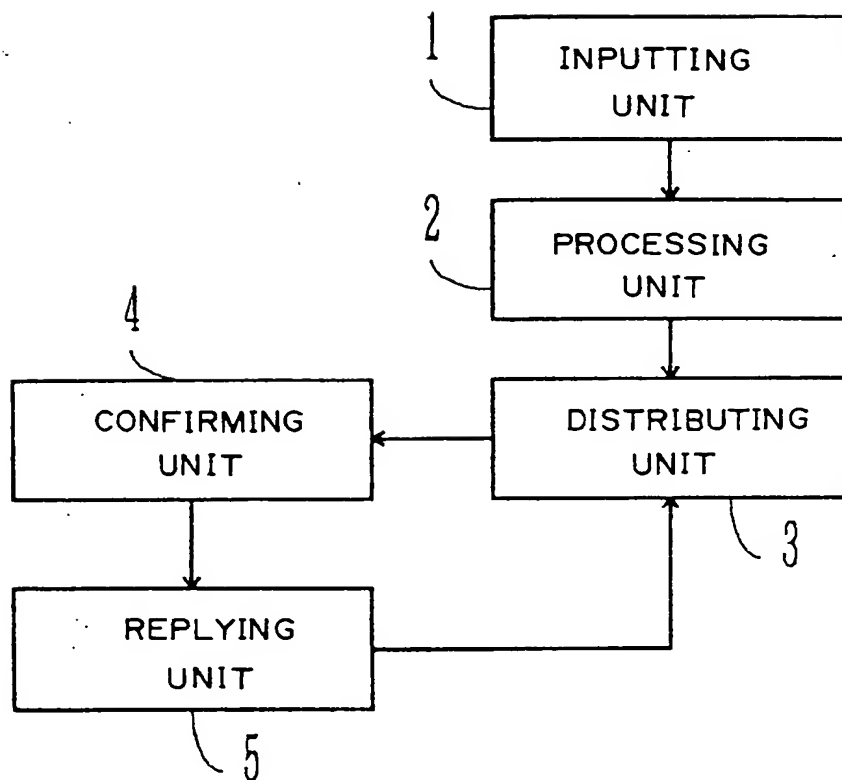 1
INPUTTING
UNIT
2
PROCESSING
UNIT
4
CONFIRMING
UNIT
DISTRIBUTING
UNIT
3
REPLYING
UNIT
5